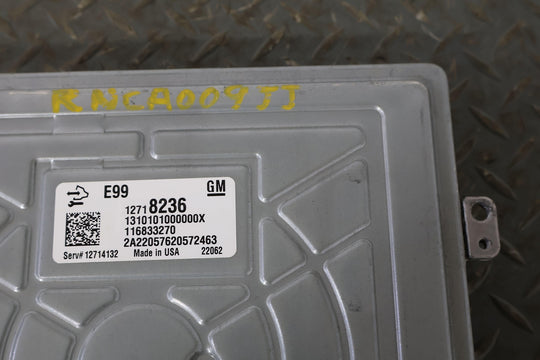 RNCA009JJ
E99 GM
12718236
1310101000000X
116833270
2A22057620572463
Serv# 12714132 Made in USA 22062